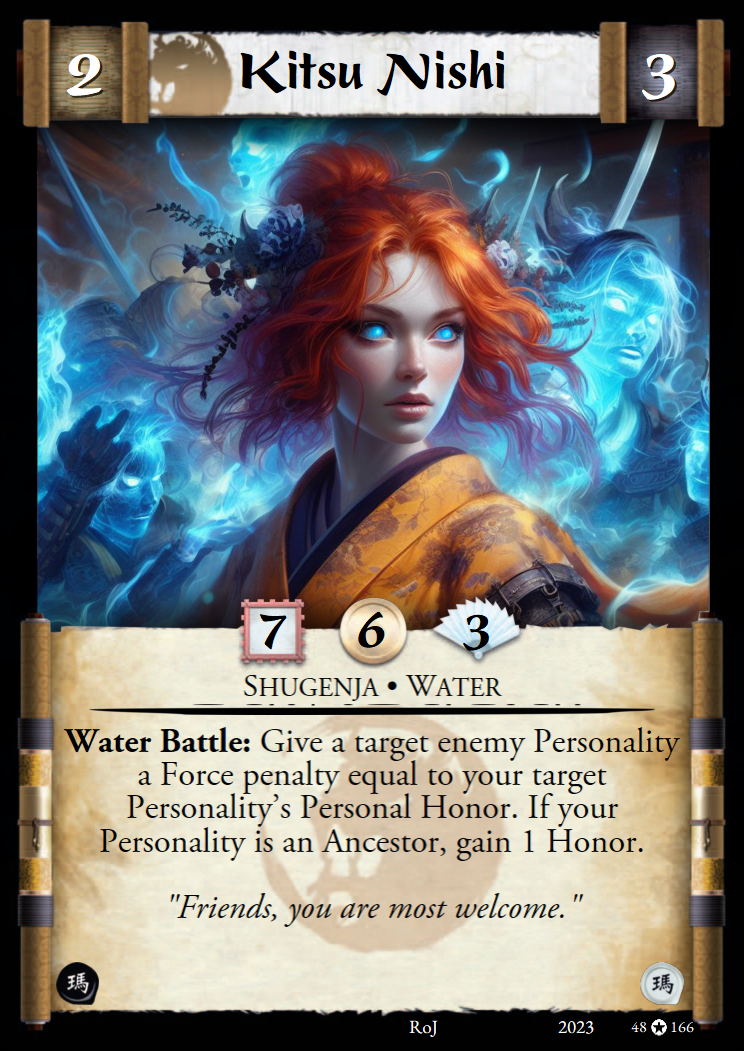 2
Kitsu Nishi
3
7
6
3
Shugenja • Water
Water Battle: Give a target enemy Personality
a Force penalty equal to your target
Personality's Personal Honor. If your
Personality is an Ancestor, gain 1 Honor.
"Friends, you are most welcome."
瑪
瑪
RoJ
2023
48 ✪ 166